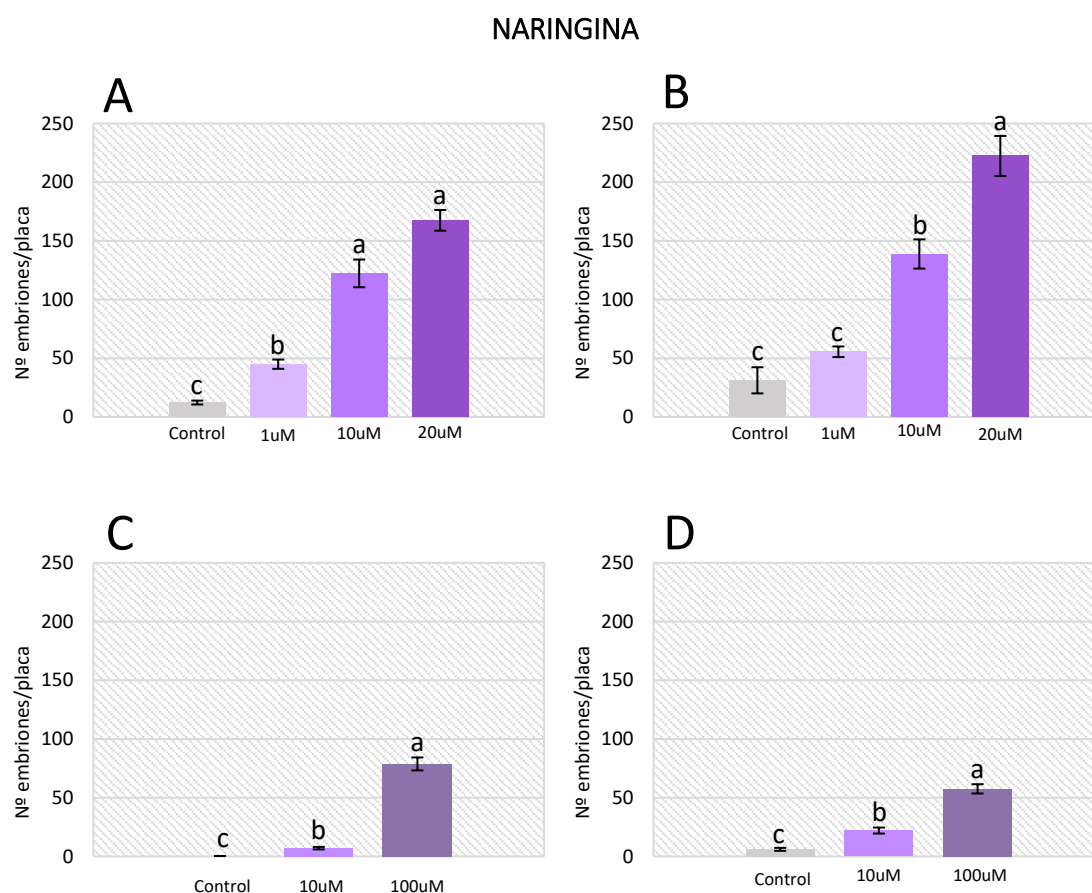 NARINGINA
A
Nº embriones/placa
250
200
150
100
50
0
c
b
a
a
Control
1uM
10uM
20uM
B
Nº embriones/placa
250
200
150
100
50
0
c
c
b
a
Control
1uM
10uM
20uM
C
Nº embriones/placa
250
200
150
100
50
0
c
b
a
Control
10uM
100uM
D
Nº embriones/placa
250
200
150
100
50
0
c
b
a
Control
10uM
100uM